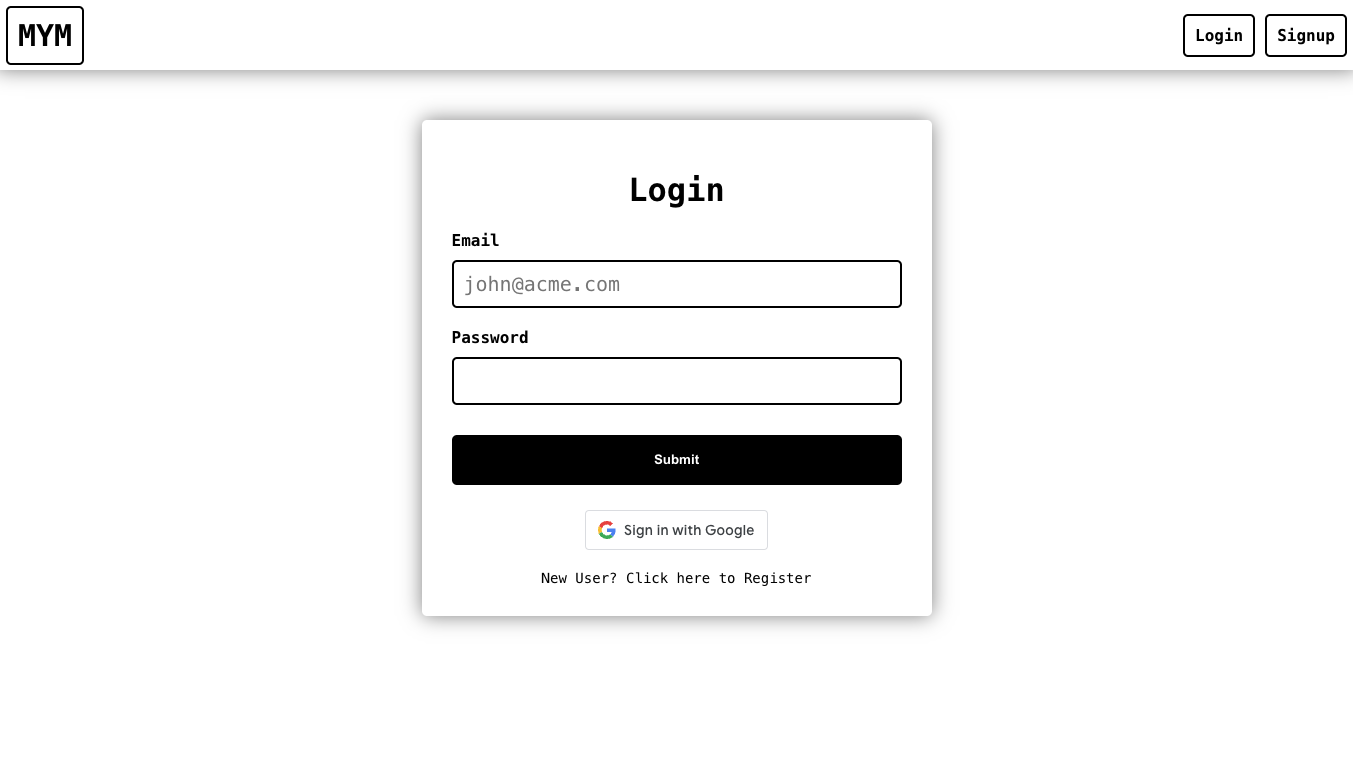 MYM
Login
Signup
Login
Email
john@acme.com
Password
Submit
Sign in with Google
New User? Click here to Register